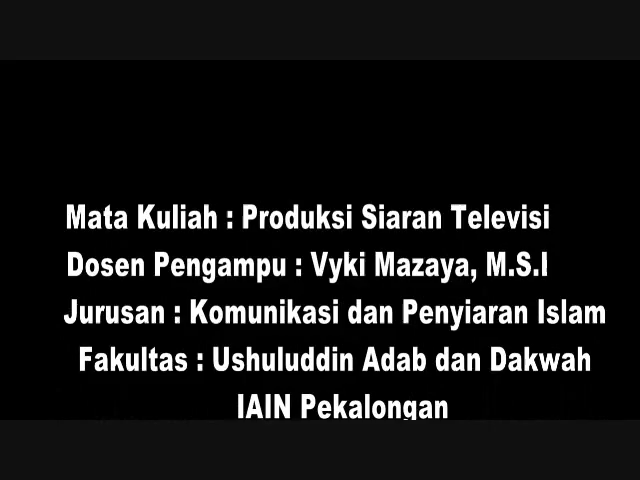 Mata Kuliah : Produksi Siaran Televisi
Dosen Pengampu : Vyki Mazaya, M.S.I
Jurusan : Komunikasi dan Penyiaran Islam
Fakultas : Ushuluddin Adab dan Dakwah
IAIN Pekalongan